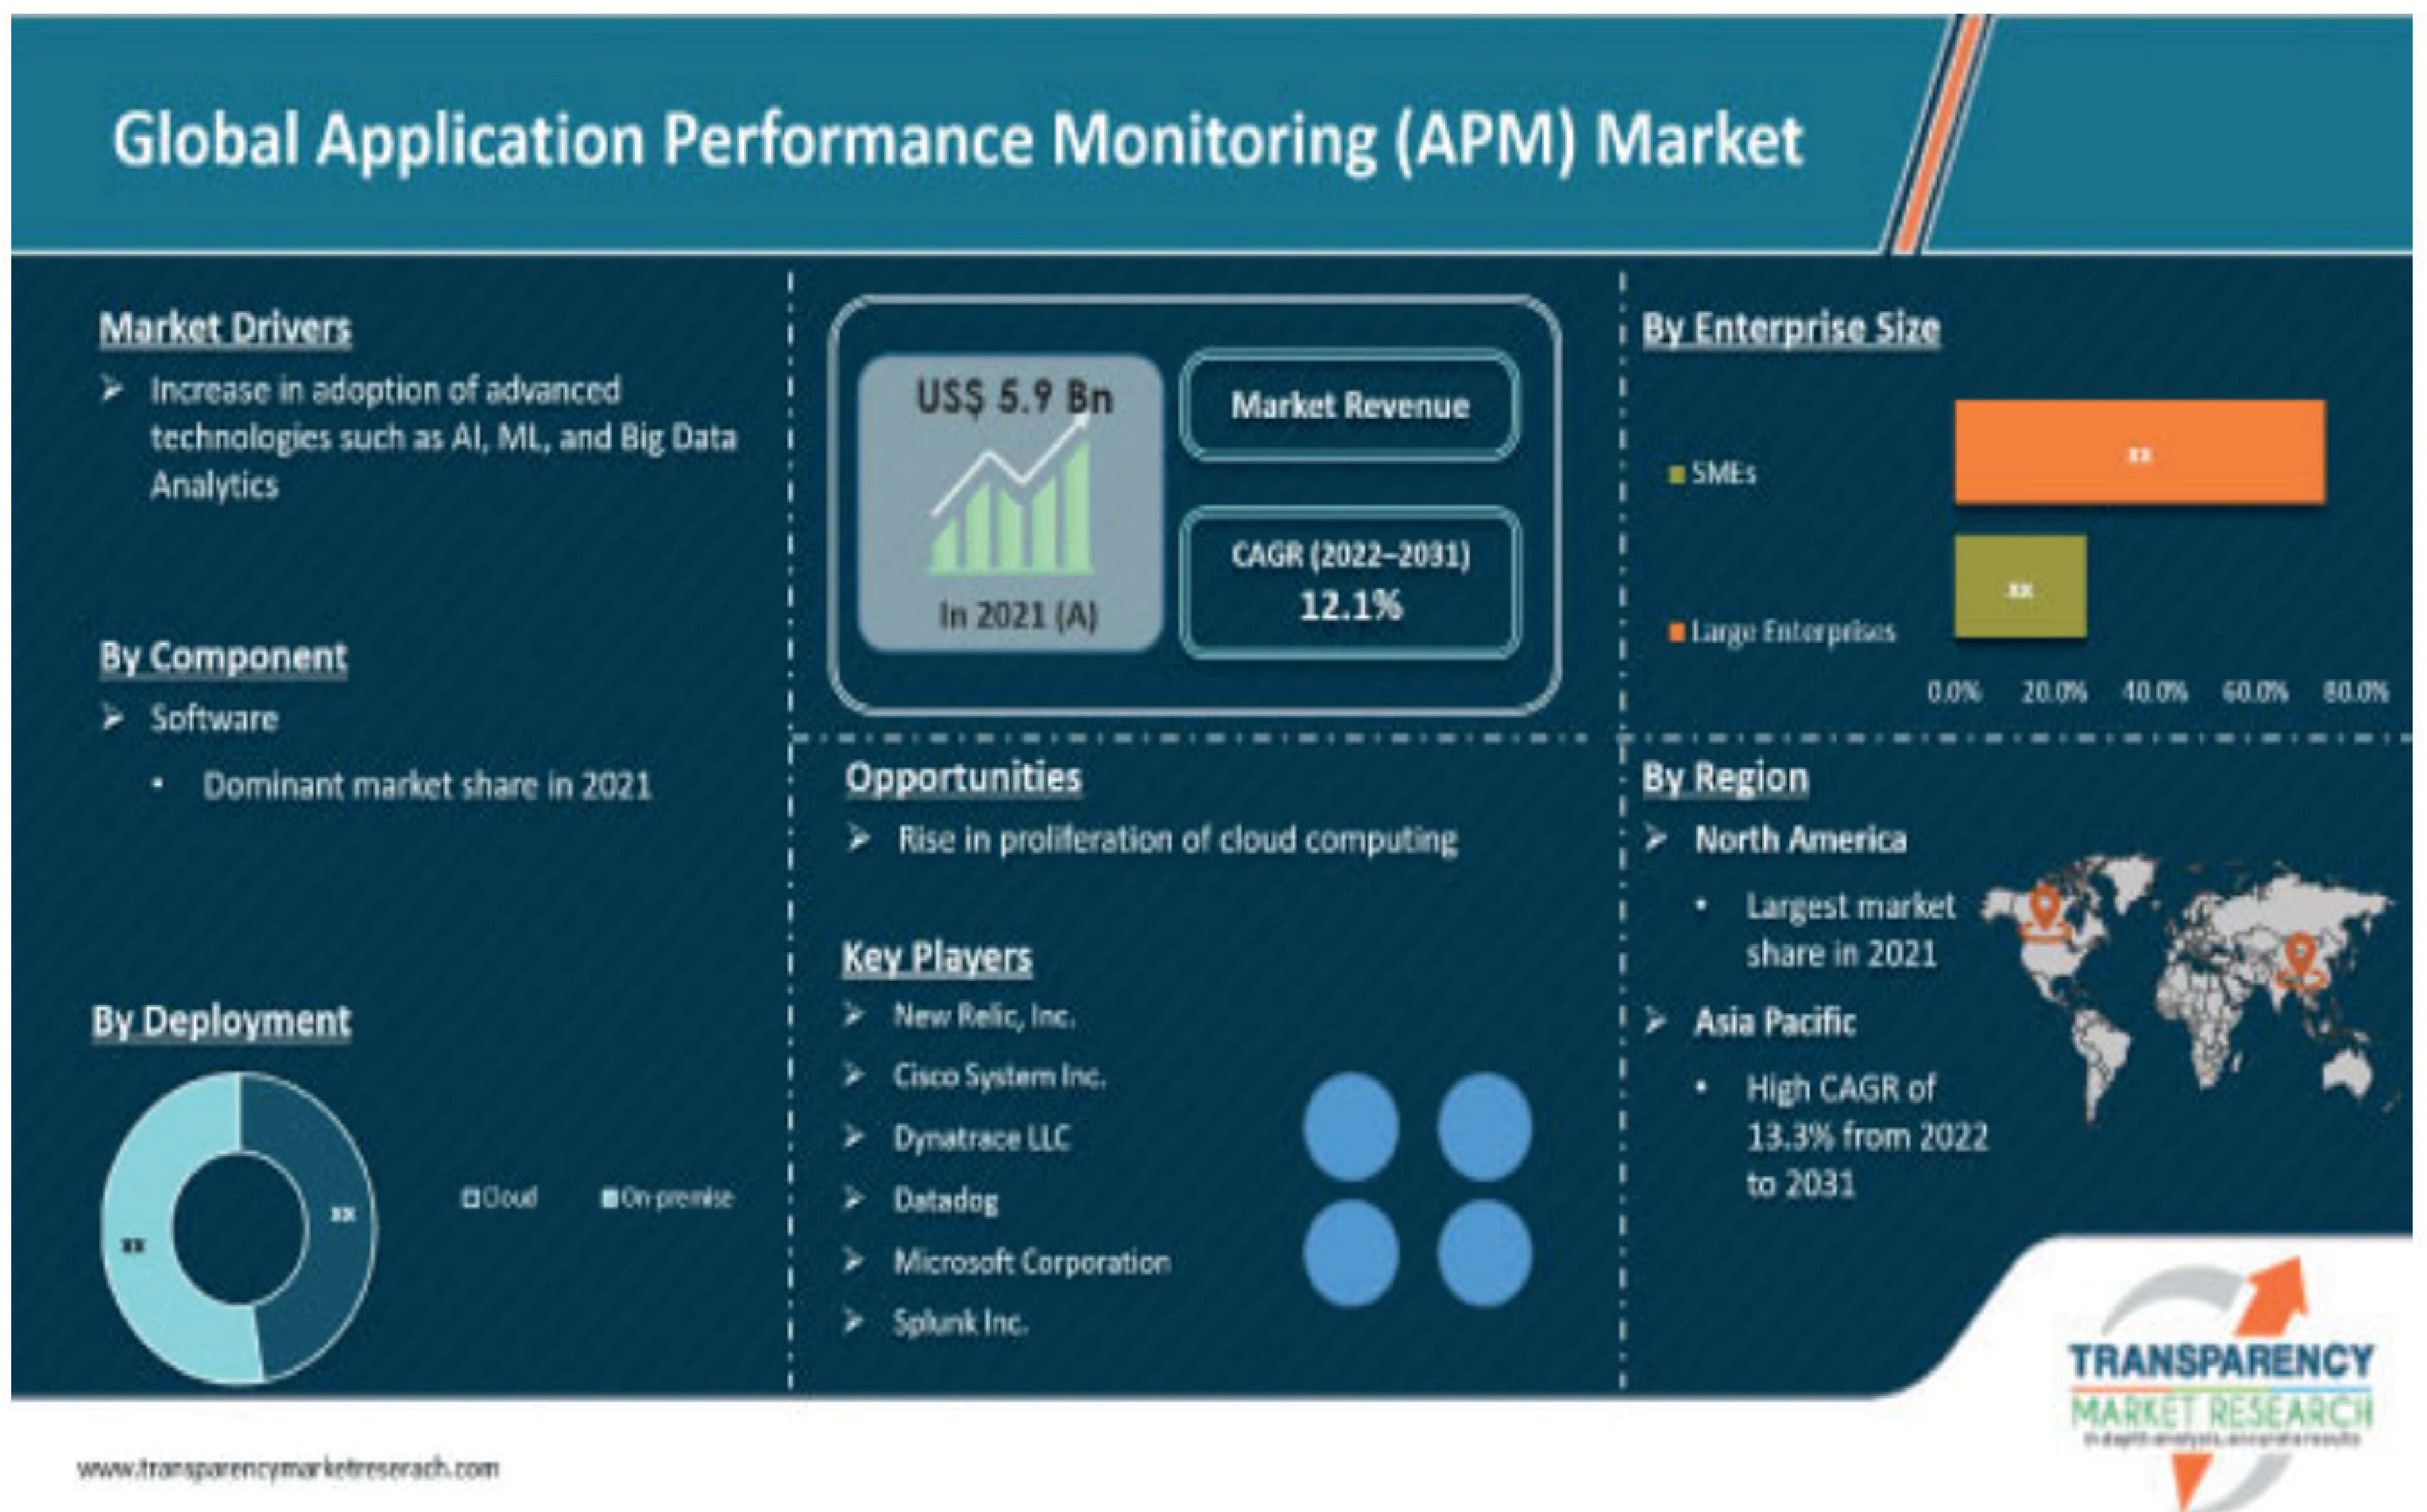 Global Application Performance Monitoring (APM) Market
Market Drivers
➢ Increase in adoption of advanced
technologies such as AI, ML, and Big Data
Analytics
By Component
➢ Software
• Dominant market share in 2021
By Deployment
xx
xx
Cloud On-premise
US$ 5.9 Bn
In 2021 (A)
Market Revenue
CAGR (2022–2031)
12.1%
Opportunities
➢ Rise in proliferation of cloud computing
Key Players
➢ New Relic, Inc.
➢ Cisco System Inc.
➢ Dynatrace LLC
➢ Datadog
➢ Microsoft Corporation
➢ Splunk Inc.
By Enterprise Size
SMEs
Large Enterprises
xx
xx
0.0% 20.0% 40.0% 60.0% 80.0%
By Region
➢ North America
• Largest market
share in 2021
➢ Asia Pacific
• High CAGR of
13.3% from 2022
to 2031
TRANSPARENCY
MARKET RESEARCH
In-depth analysis, accurate results
www.transparencymarketreserach.com